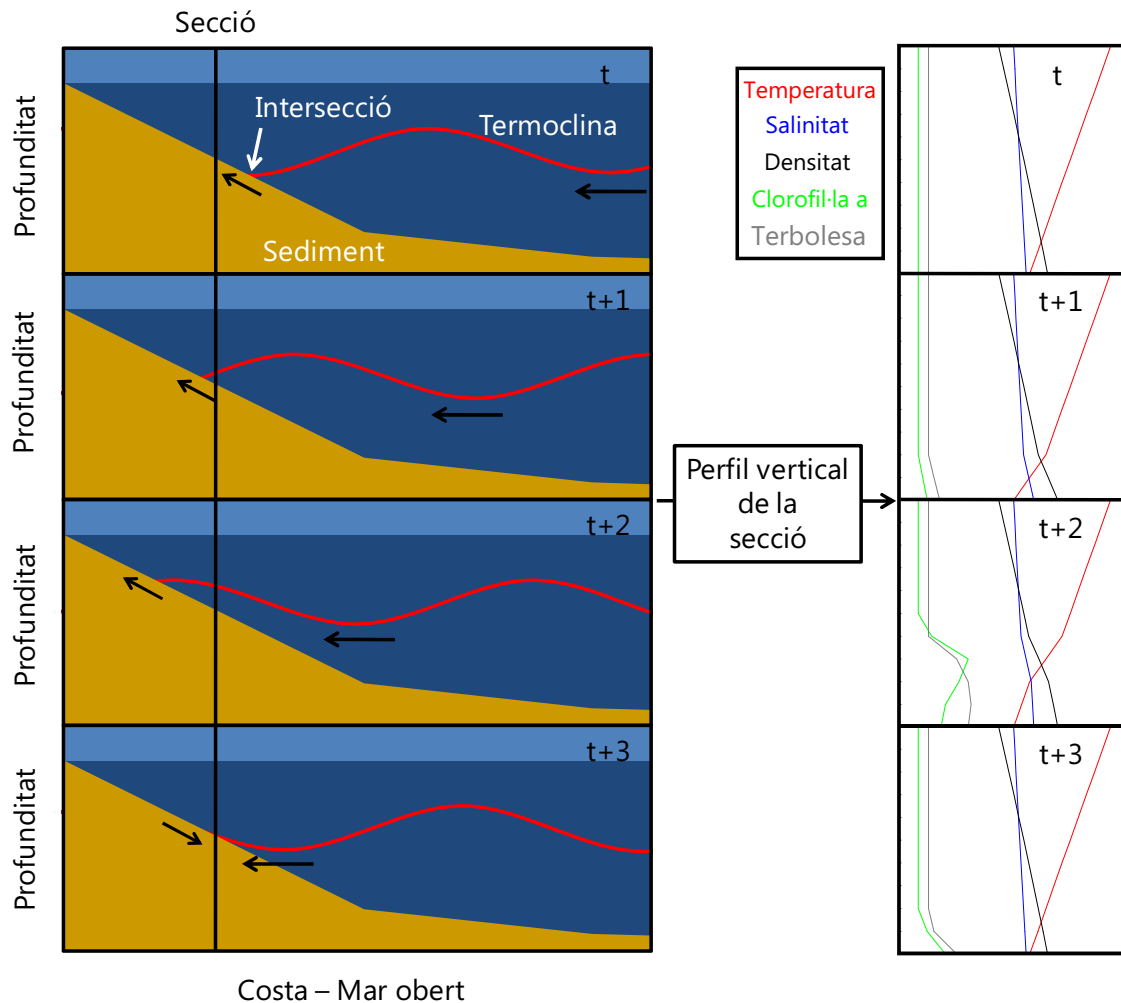 Secció
Profunditat
t
Intersecció
Termoclina
Sediment
Profunditat
t+1
Profunditat
t+2
Profunditat
t+3
Costa – Mar obert
Temperatura
Salinitat
Densitat
Clorofil·la a
Terbolesa
Perfil vertical
de la
secció
t
t+1
t+2
t+3